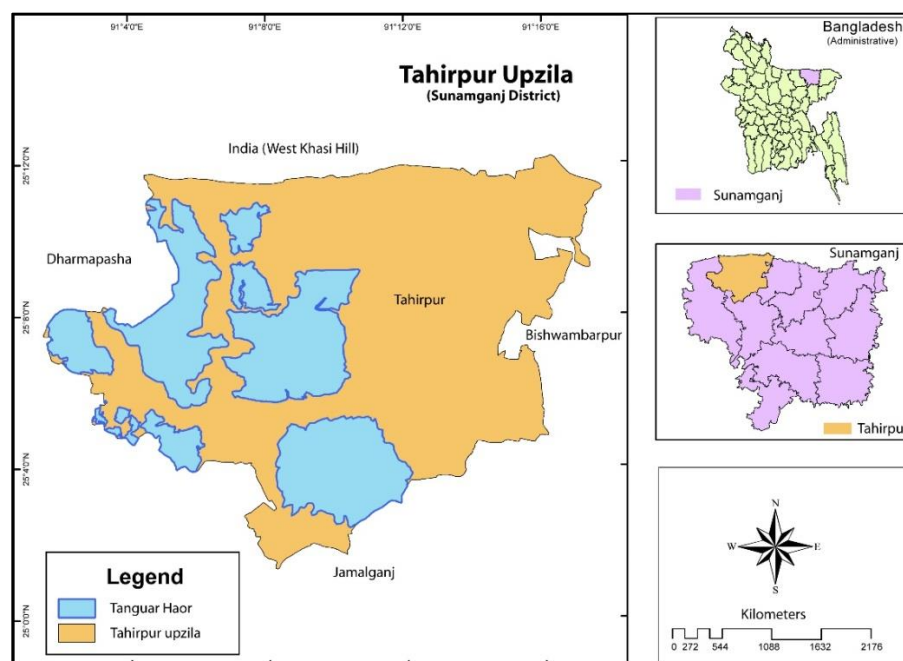 91°4'0"E
91°8'0"E
91°12'0"E
91°16'0"E
Tahirpur Upzila
(Sunamganj District)
India (West Khasi Hill)
25°12'0"N
Dharmapasha
Tahirpur
25°8'0"N
Bishwambarpur
25°4'0"N
Jamalganj
25°0'0"N
Legend
Tanguar Haor
Tahirpur upzila
Bangladesh
(Administrative)
Sunamganj
Sunamganj
Tahirpur
N
W
E
S
Kilometers
0 272 544 1088 1632 2176